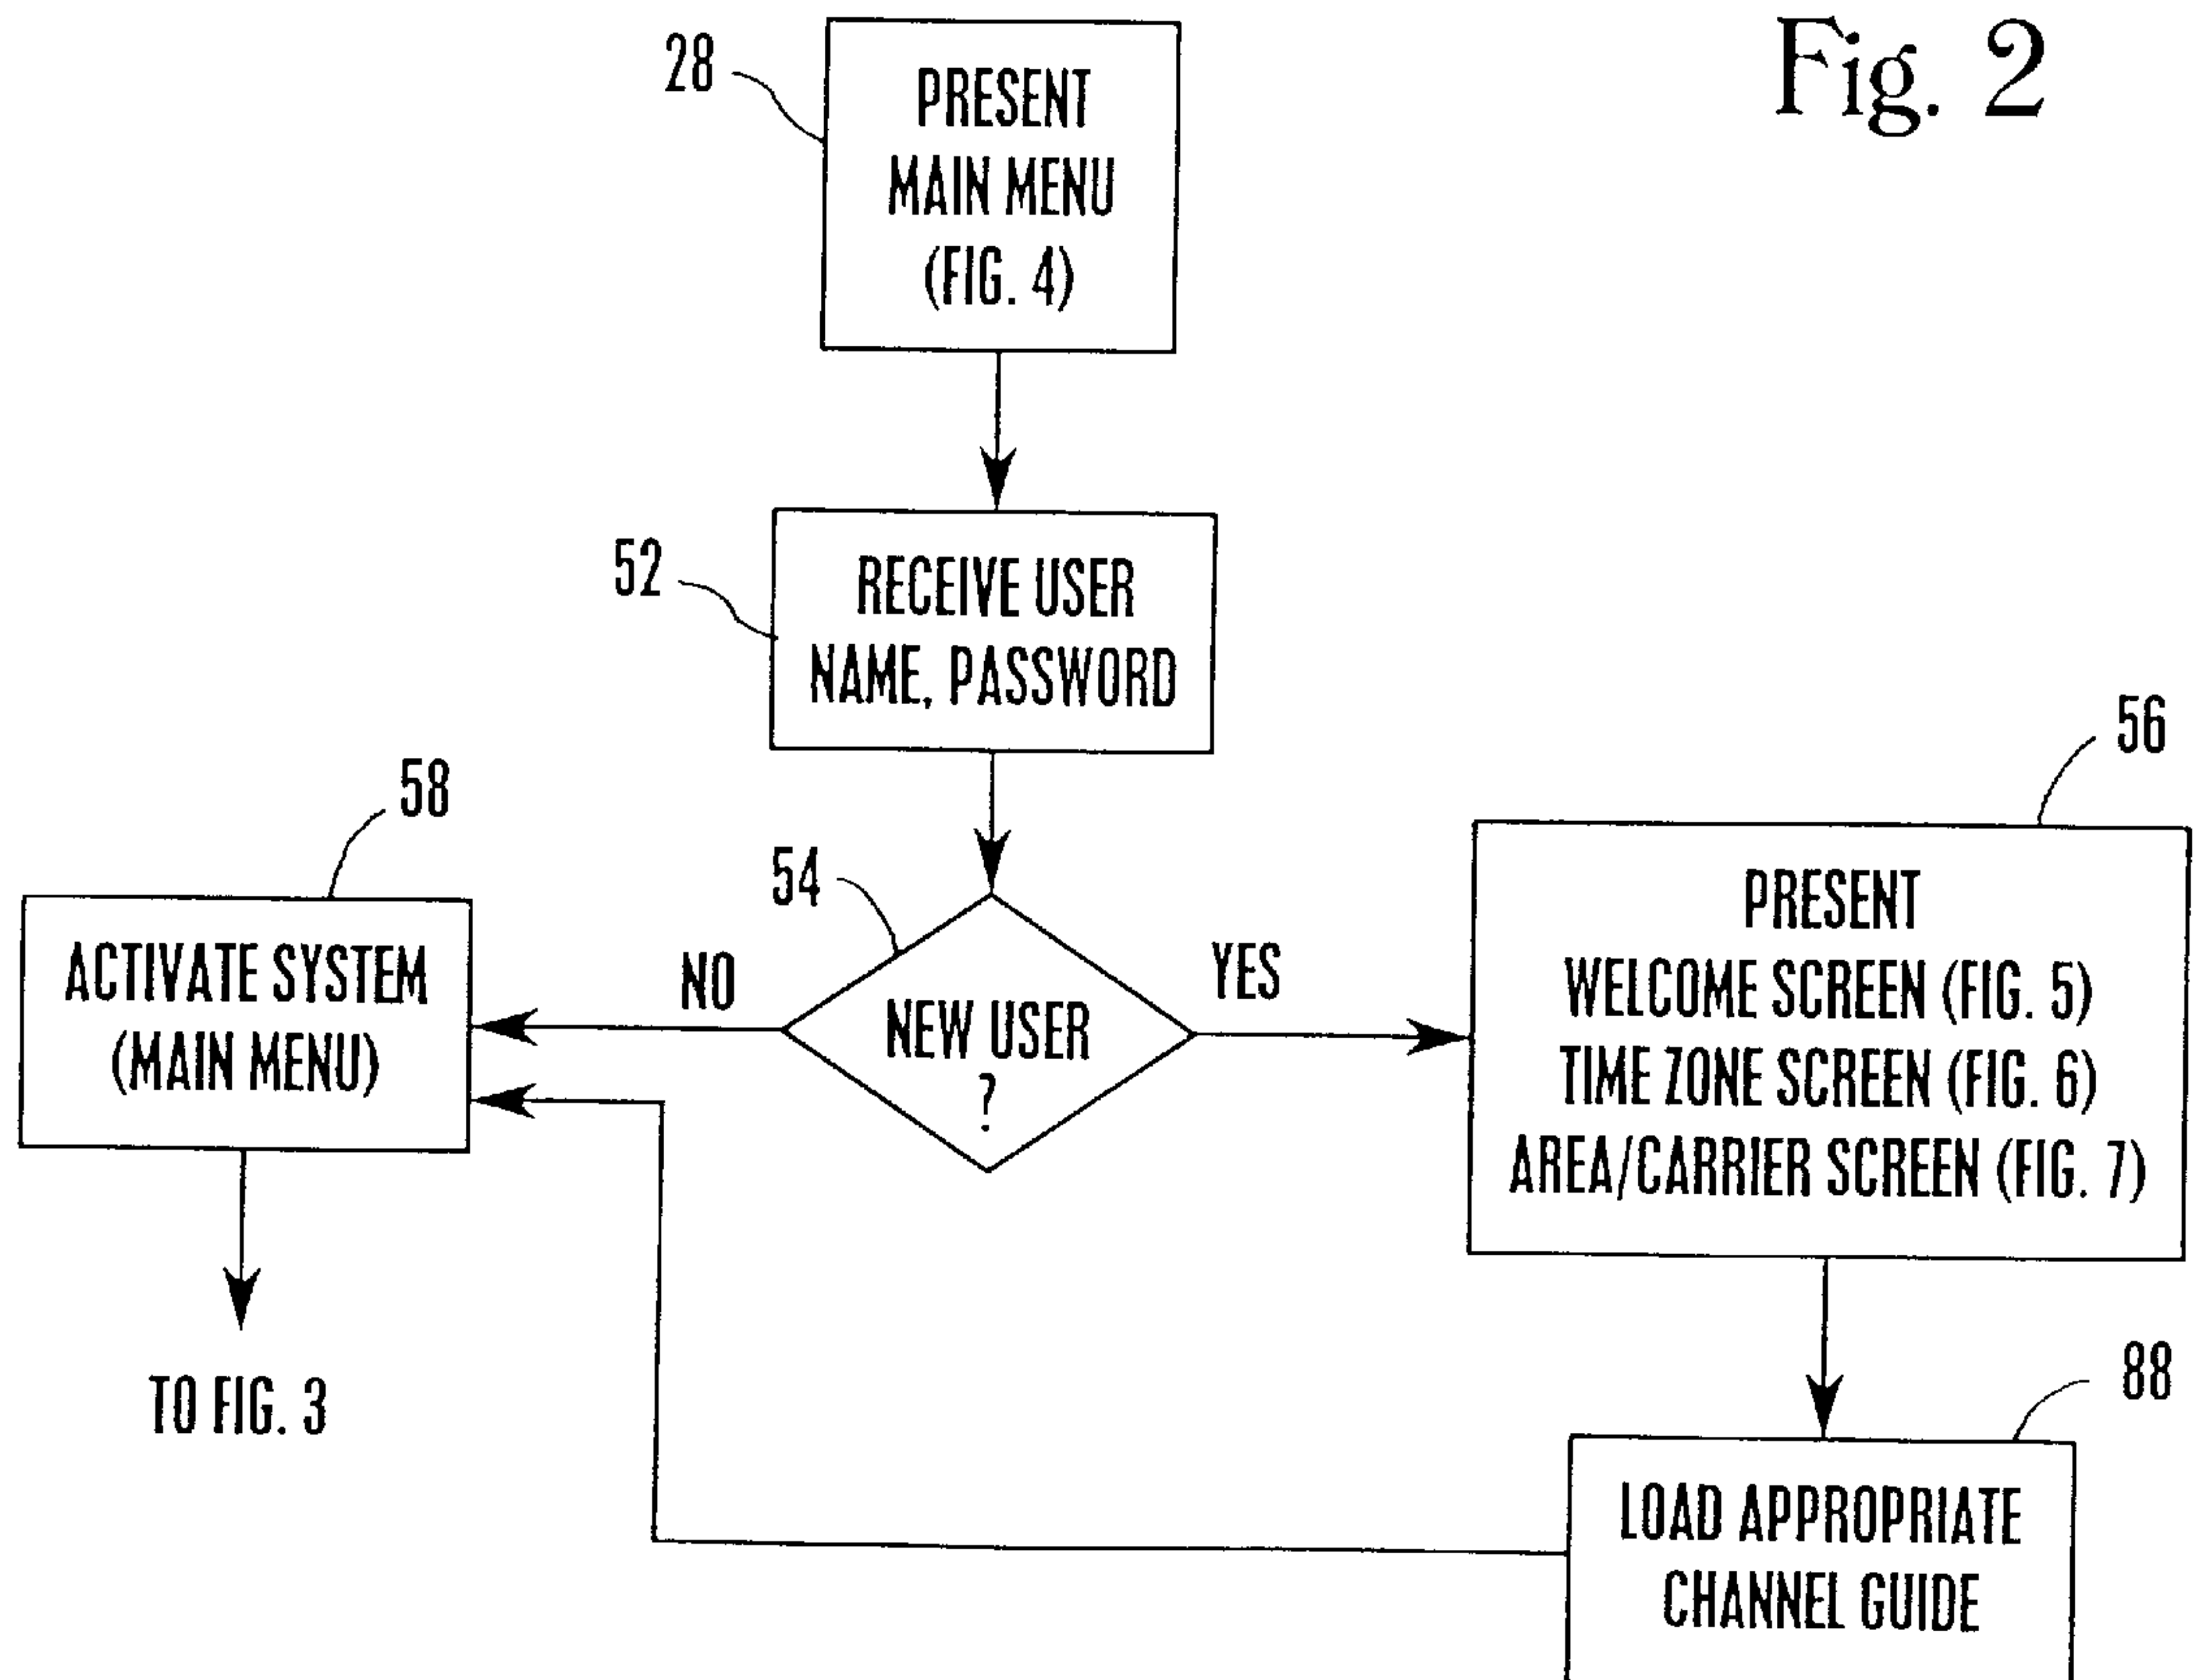 Fig. 2
28
PRESENT
MAIN MENU
(FIG. 4)
52
RECEIVE USER
NAME, PASSWORD
54
NEW USER
?
NO
YES
58
ACTIVATE SYSTEM
(MAIN MENU)
TO FIG. 3
56
PRESENT
WELCOME SCREEN (FIG. 5)
TIME ZONE SCREEN (FIG. 6)
AREA/CARRIER SCREEN (FIG. 7)
88
LOAD APPROPRIATE
CHANNEL GUIDE